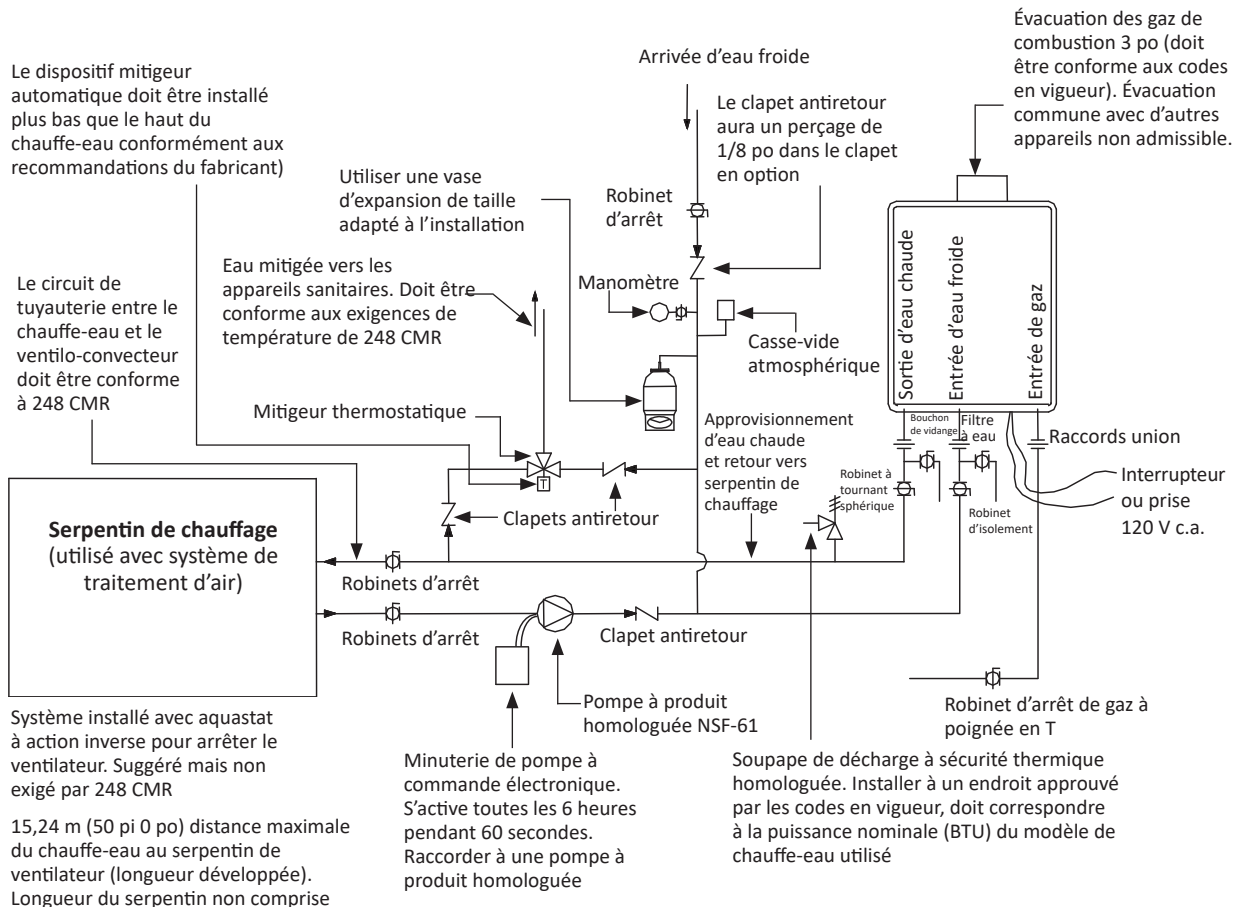 Évacuation des gaz de
combustion 3 po (doit
être conforme aux codes
en vigueur). Évacuation
commune avec d'autres
appareils non admissible.
Arrivée d'eau froide
Le dispositif mitigeur
automatique doit être installé
plus bas que le haut du
chauffe-eau conformément aux
recommandations du fabricant)
Le clapet antiretour
aura un perçage de
1/8 po dans le clapet
en option
Utiliser une vase
d'expansion de taille
adapté à l'installation
Robinet
d'arrêt
Eau mitigée vers les
appareils sanitaires. Doit être
conforme aux exigences de
température de 248 CMR
Manomètre
Le circuit de
tuyauterie entre le
chauffe-eau et le
ventilo-convecteur
doit être conforme
à 248 CMR
Casse-vide
atmosphérique
Sortie d'eau chaude
Entrée d'eau froide
Entrée de gaz
Mitigeur thermostatique
Approvisionnement
d'eau chaude
et retour vers
serpentin de
chauffage
Bouchon
de vidange
Filtre
à eau
Raccords union
Interrupteur
ou prise
120 V c.a.
Robinet à
tournant
sphérique
Robinet
d'isolement
T
Clapets antiretour
Serpentin de chauffage
(utilisé avec système de
traitement d'air)
Robinets d'arrêt
Robinets d'arrêt
Clapet antiretour
Pompe à produit
homologuée NSF-61
Robinet d'arrêt de gaz à
poignée en T
Système installé avec aquastat
à action inverse pour arrêter le
ventilateur. Suggéré mais non
exigé par 248 CMR
15,24 m (50 pi 0 po) distance maximale
du chauffe-eau au serpentin de
ventilateur (longueur développée).
Longueur du serpentin non comprise
Minuterie de pompe à
commande électronique.
S'active toutes les 6 heures
pendant 60 secondes.
Raccorder à une pompe à
produit homologuée
Soupape de décharge à sécurité thermique
homologuée. Installer à un endroit approuvé
par les codes en vigueur, doit correspondre
à la puissance nominale (BTU) du modèle de
chauffe-eau utilisé